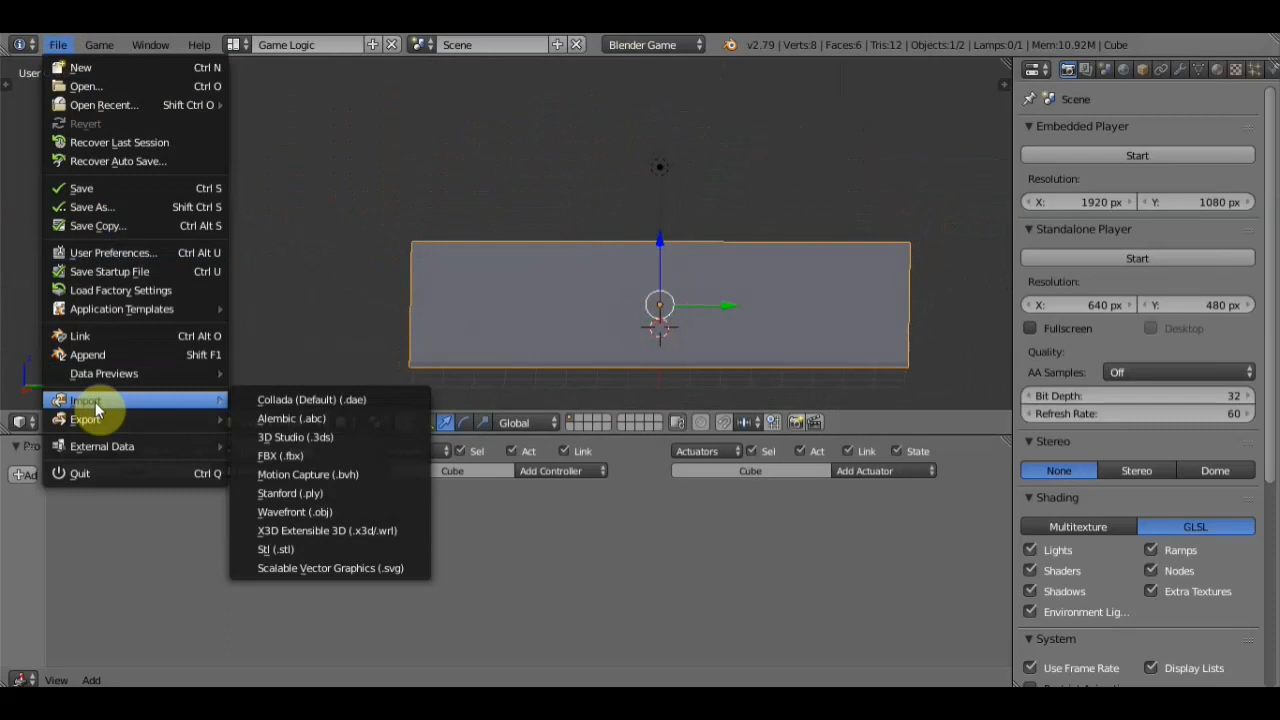 File Game Window Help Game Logic Scene Blender Game v2.79 | Verts:8 | Faces:6 | Tris:12 | Objects:1/2 | Lamps:0/1 | Mem:10.92M | Cube
User
New Ctrl N
Open... Ctrl O
Open Recent... Shift Ctrl O
Revert
Recover Last Session
Recover Auto Save...
Save Ctrl S
Save As... Shift Ctrl S
Save Copy... Ctrl Alt S
User Preferences... Ctrl Alt U
Save Startup File Ctrl U
Load Factory Settings
Application Templates
Link Ctrl Alt O
Append Shift F1
Data Previews
Import
Export
External Data
Quit Ctrl Q
Collada (Default) (.dae)
Alembic (.abc)
3D Studio (.3ds)
FBX (.fbx)
Motion Capture (.bvh)
Stanford (.ply)
Wavefront (.obj)
X3D Extensible 3D (.x3d/.wrl)
Stl (.stl)
Scalable Vector Graphics (.svg)
Global
Pro
Ad
Sel Act Link
Cube Add Controller
Actuators Sel Act Link State
Cube Add Actuator
View Add
Scene
Embedded Player
Start
Resolution:
X: 1920 px Y: 1080 px
Standalone Player
Start
Resolution:
X: 640 px Y: 480 px
Fullscreen Desktop
Quality:
AA Samples: Off
Bit Depth: 32
Refresh Rate: 60
Stereo
None Stereo Dome
Shading
Multitexture GLSL
Lights Ramps
Shaders Nodes
Shadows Extra Textures
Environment Lig...
System
Use Frame Rate Display Lists